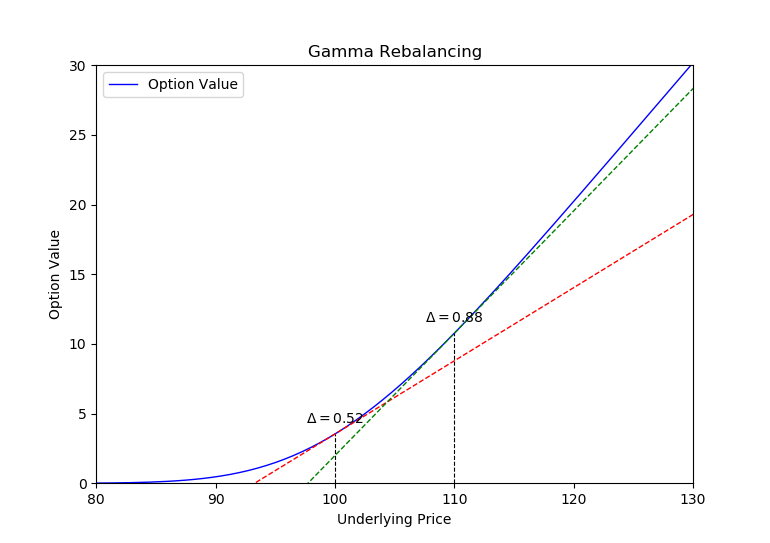 Gamma Rebalancing
Option Value
30
25
20
15
10
5
0
Option Value
Δ = 0.88
Δ = 0.52
80 90 100 110 120 130
Underlying Price